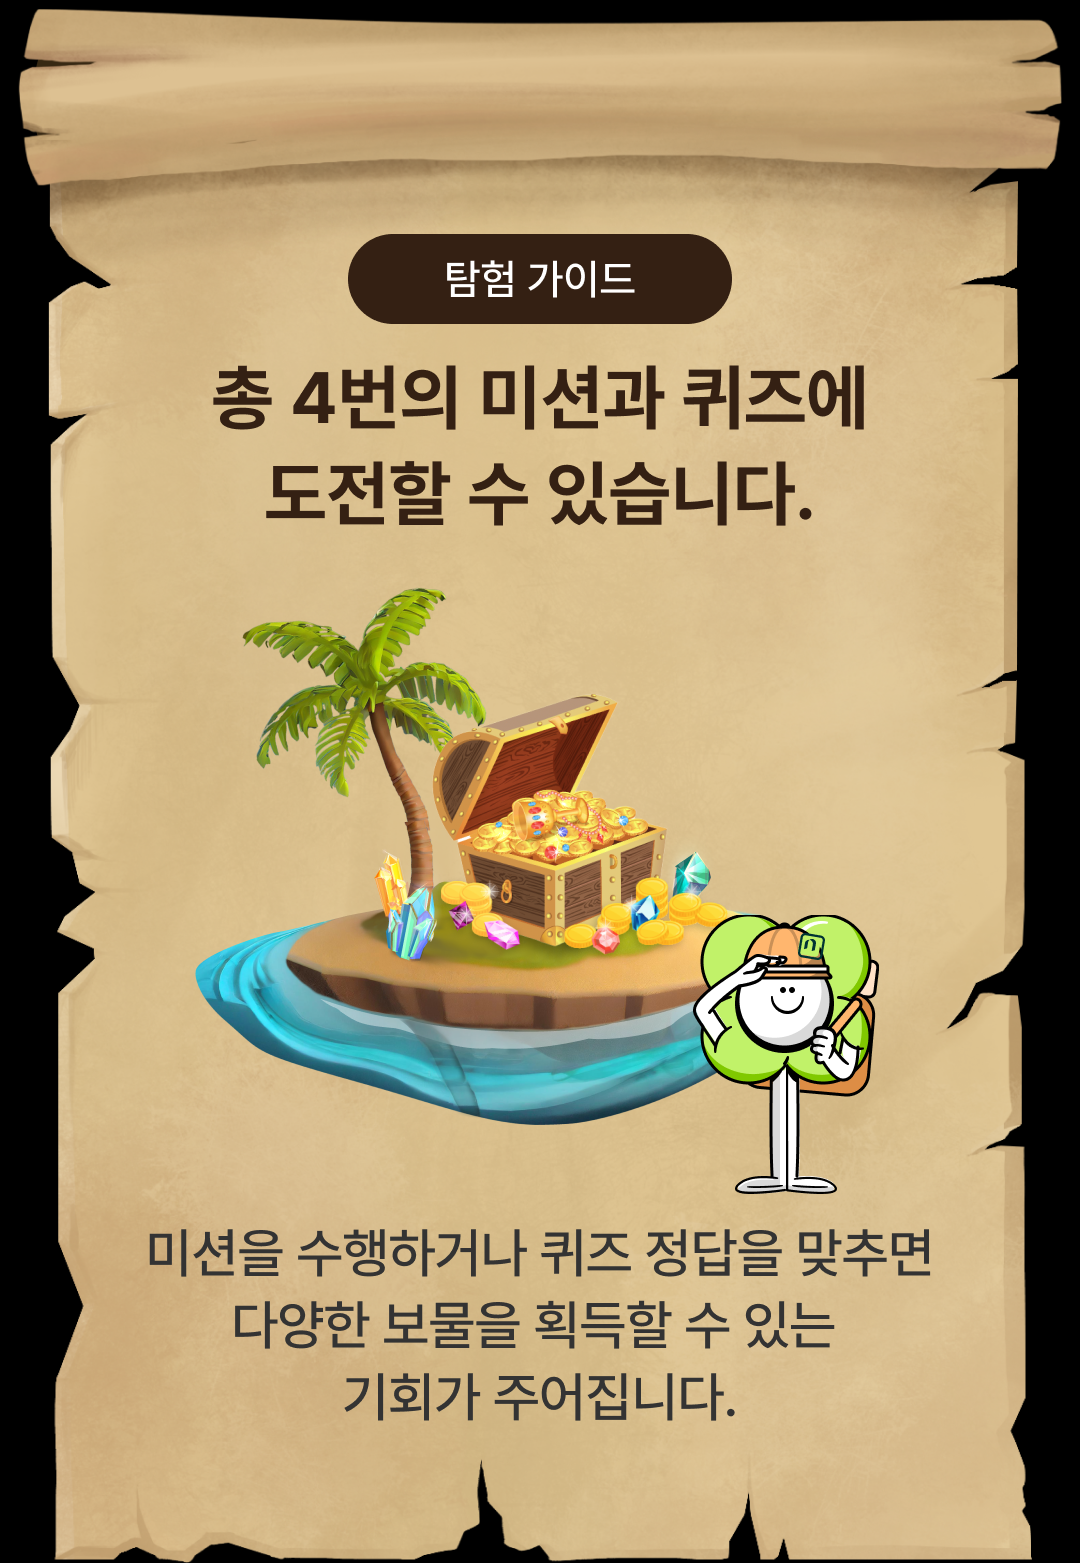 탐험 가이드
총 4번의 미션과 퀴즈에
도전할 수 있습니다.
미션을 수행하거나 퀴즈 정답을 맞추면
다양한 보물을 획득할 수 있는
기회가 주어집니다.